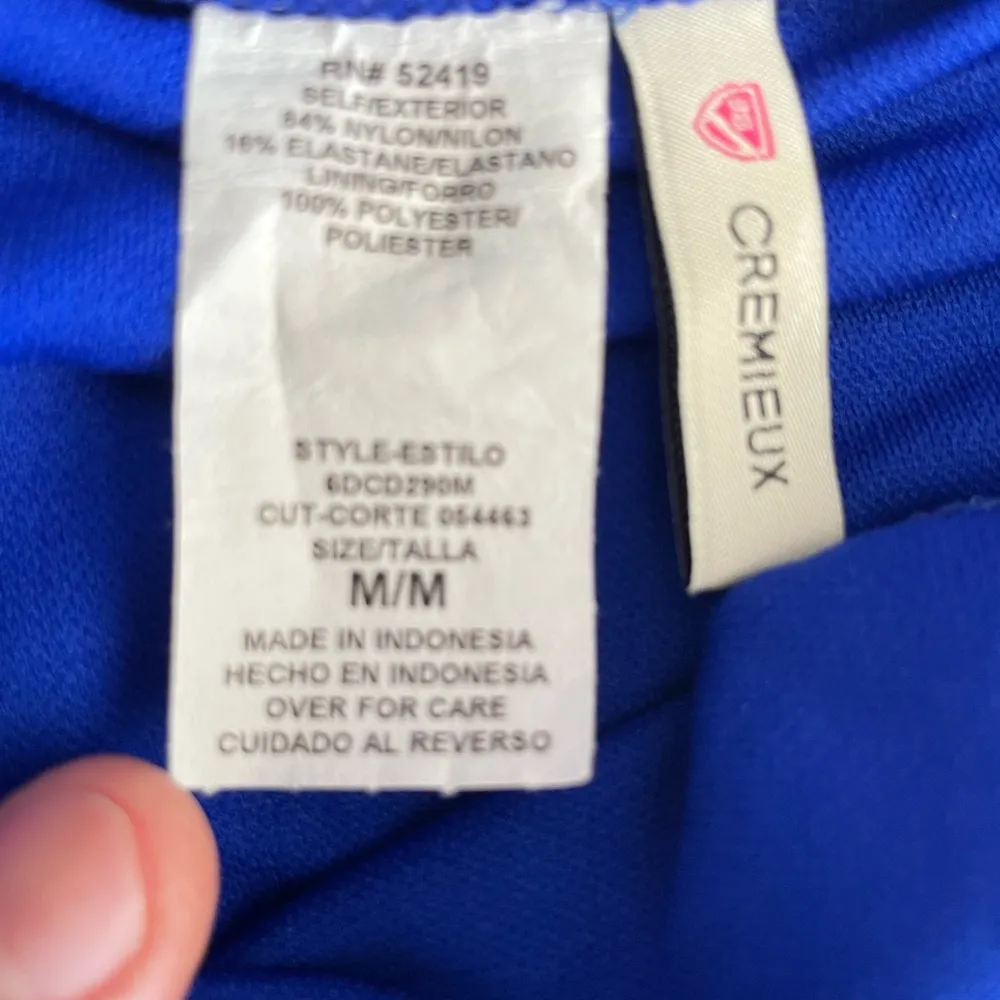 RN# 52419
SELF/EXTERIOR
84% NYLON/NILON
16% ELASTANE/ELASTANO
LINING/FORRO
100% POLYESTER/
POLIESTER
STYLE-ESTILO
6DCD290M
CUT-CORTE 054463
SIZE/TALLA
M/M
MADE IN INDONESIA
HECHO EN INDONESIA
OVER FOR CARE
CUIDADO AL REVERSO
CREMIEUX